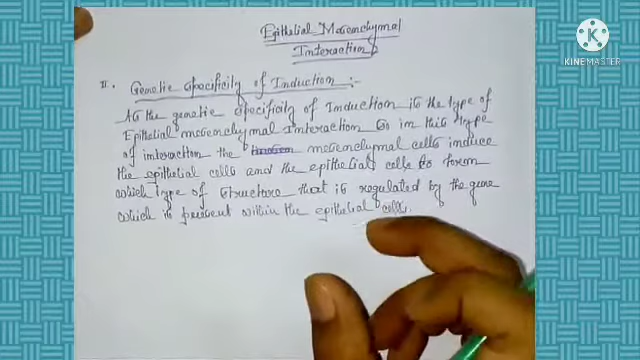 Epithelial Mesenchymal
Interaction
II. Genetic specificity of Induction :-
As the genetic specificity of Induction is the type of
Epithelial mesenchymal Interaction so in this type
of interaction the mesenchymal cells induce
the epithelial cells and the epithelial cells to form
which type of structure that is regulated by the gene
which is present within the epithelial cells.
KINEMASTER